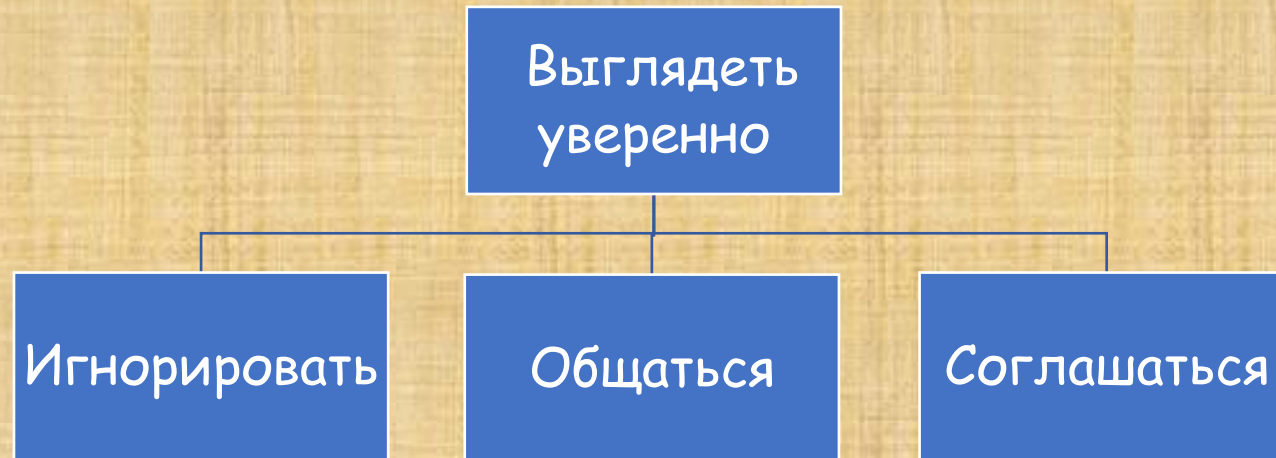 Выглядеть
уверенно
Игнорировать
Общаться
Соглашаться